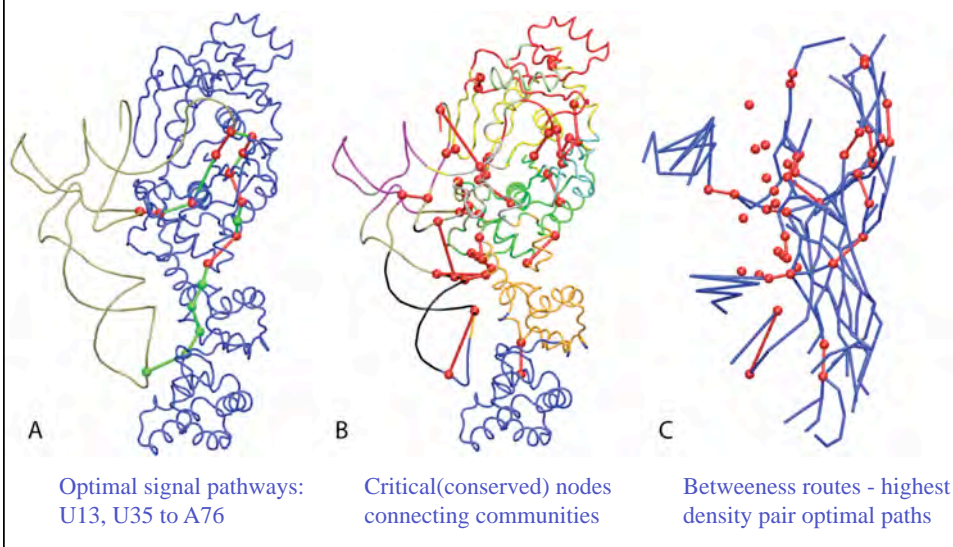 A
B
C
Optimal signal pathways:
U13, U35 to A76
Critical(conserved) nodes
connecting communities
Betweeness routes - highest
density pair optimal paths